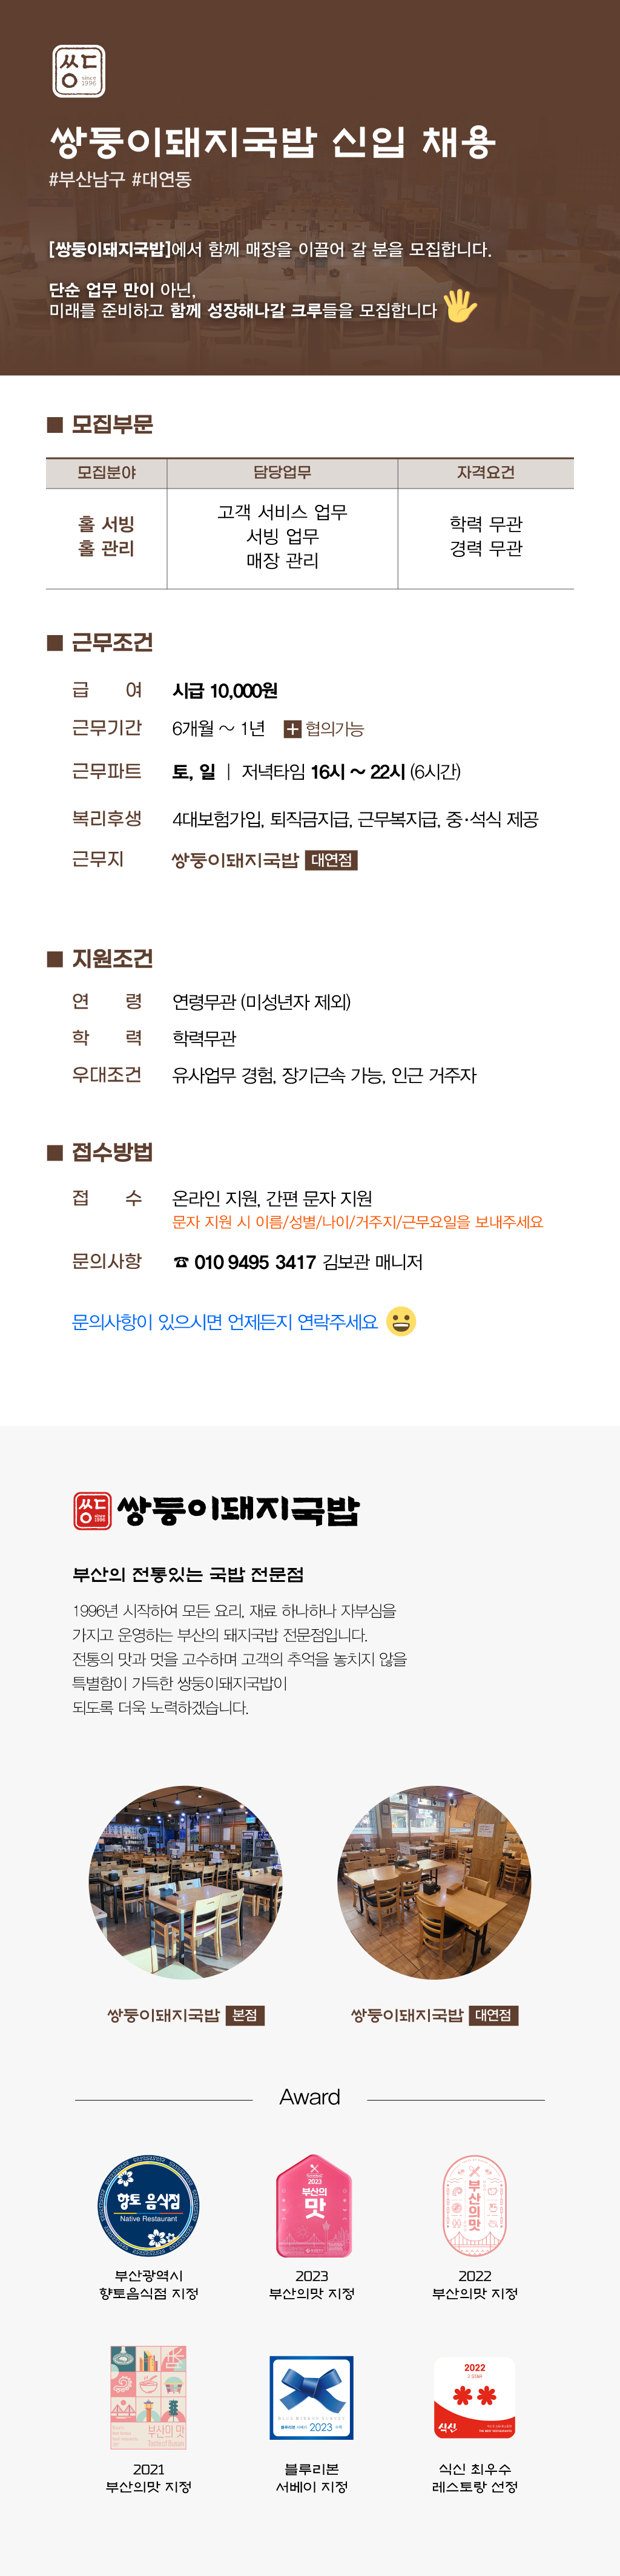 쌍둥
since
1996
쌍둥이돼지국밥 신입 채용
#부산남구 #대연동
[쌍둥이돼지국밥]에서 함께 매장을 이끌어 갈 분을 모집합니다.
단순 업무 만이 아닌,
미래를 준비하고 함께 성장해나갈 크루들을 모집합니다
■ 모집부문
모집분야 담당업무 자격요건
홀 서빙
홀 관리
고객 서비스 업무
서빙 업무
매장 관리
학력 무관
경력 무관
■ 근무조건
급 여 시급 10,000원
근무기간 6개월 ~ 1년 + 협의가능
근무파트 토, 일 | 저녁타임 16시 ~ 22시 (6시간)
복리후생 4대보험가입, 퇴직금지급, 근무복지급, 중·석식 제공
근무지 쌍둥이돼지국밥 대연점
■ 지원조건
연 령 연령무관 (미성년자 제외)
학 력 학력무관
우대조건 유사업무 경험, 장기근속 가능, 인근 거주자
■ 접수방법
접 수 온라인 지원, 간편 문자 지원
문자 지원 시 이름/성별/나이/거주지/근무요일을 보내주세요
문의사항 ☎ 010 9495 3417 김보관 매니저
문의사항이 있으시면 언제든지 연락주세요
쌍둥
since
1996
쌍둥이돼지국밥
부산의 전통있는 국밥 전문점
1996년 시작하여 모든 요리, 재료 하나하나 자부심을
가지고 운영하는 부산의 돼지국밥 전문점입니다.
전통의 맛과 멋을 고수하며 고객의 추억을 놓치지 않을
특별함이 가득한 쌍둥이돼지국밥이
되도록 더욱 노력하겠습니다.
쌍둥이돼지국밥 본점
쌍둥이돼지국밥 대연점
Award
향토 음식점
Native Restaurant
부산광역시
향토음식점 지정
2023
부산의
맛
2023
부산의맛 지정
부산의맛
2022
부산의맛 지정
부산의 맛
Taste of Busan
2021
부산의맛 지정
BLUE RIBBON SURVEY
블루리본 서베이 2023 수록
블루리본
서베이 지정
2022
2 STAR
식신
식신 최우수
레스토랑 선정